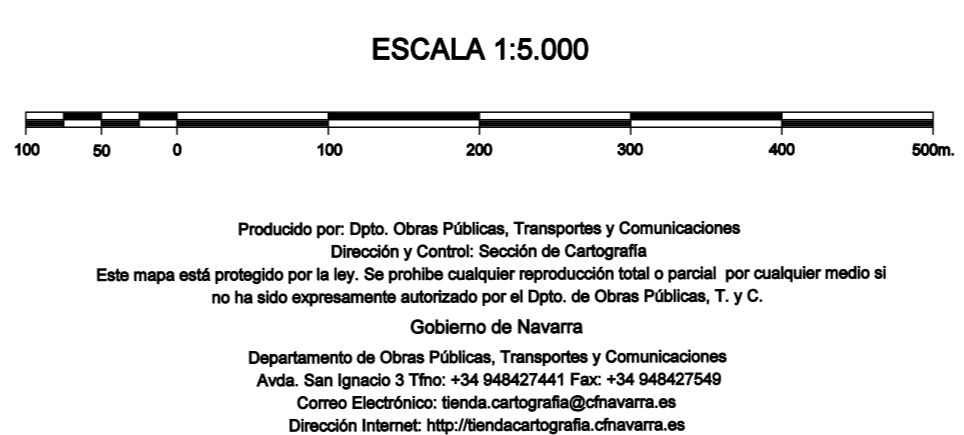 ESCALA 1:5.000
100 50 0 100 200 300 400 500m.
Producido por: Dpto. Obras Públicas, Transportes y Comunicaciones
Dirección y Control: Sección de Cartografía
Este mapa está protegido por la ley. Se prohibe cualquier reproducción total o parcial por cualquier medio si
no ha sido expresamente autorizado por el Dpto. de Obras Públicas, T. y C.
Gobierno de Navarra
Departamento de Obras Públicas, Transportes y Comunicaciones
Avda. San Ignacio 3 Tfno: +34 948427441 Fax: +34 948427549
Correo Electrónico: tienda.cartografia@cfnavarra.es
Dirección Internet: http://tiendacartografia.cfnavarra.es